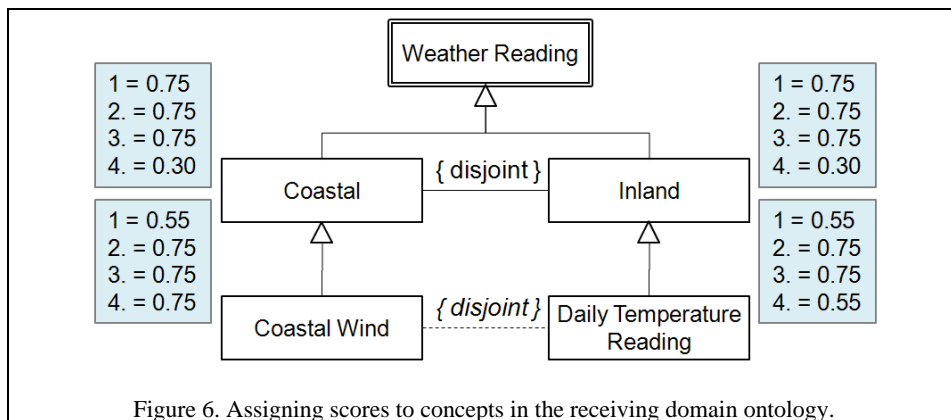 Weather Reading
1 = 0.75
2. = 0.75
3. = 0.75
4. = 0.30
1 = 0.75
2. = 0.75
3. = 0.75
4. = 0.30
Coastal
{ disjoint }
Inland
1 = 0.55
2. = 0.75
3. = 0.75
4. = 0.75
1 = 0.55
2. = 0.75
3. = 0.75
4. = 0.55
Coastal Wind
{ disjoint }
Daily Temperature
Reading
Figure 6. Assigning scores to concepts in the receiving domain ontology.